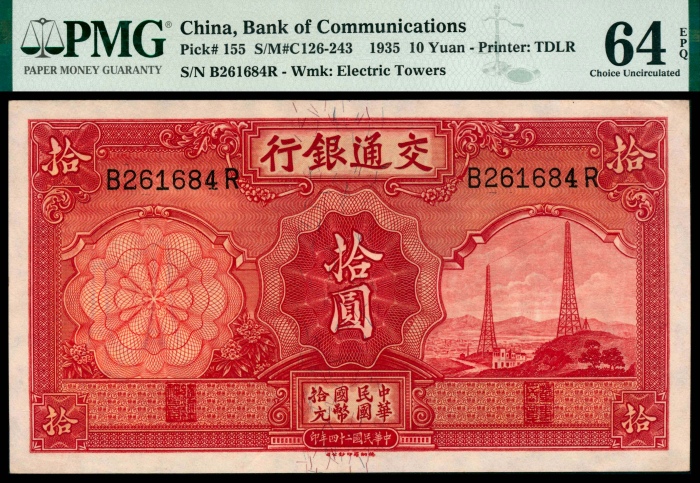 PMG
PAPER MONEY GUARANTY
China, Bank of Communications
Pick# 155 S/M#C126-243 1935 10 Yuan - Printer: TDLR
S/N B261684R - Wmk: Electric Towers
64
EPQ
Choice Uncirculated
拾
交通銀行
拾
B261684R
B261684R
拾圓
中華
民國
國幣
拾元
中華民國二十四年印
拾
拾